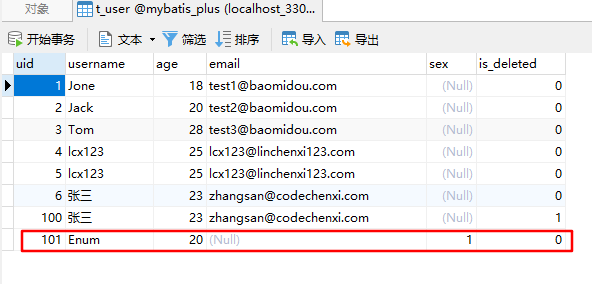 对象 t_user @mybatis_plus (localhost_330...
开始事务 文本 筛选 排序 导入 导出
uid username age email sex is_deleted
1 Jone 18 test1@baomidou.com (Null) 0
2 Jack 20 test2@baomidou.com (Null) 0
3 Tom 28 test3@baomidou.com (Null) 0
4 lcx123 25 lcx123@linchenxi123.com (Null) 0
5 lcx123 25 lcx123@linchenxi123.com (Null) 0
6 张三 23 zhangsan@codechenxi.com (Null) 0
100 张三 23 zhangsan@codechenxi.com (Null) 1
101 Enum 20 (Null) 1 0